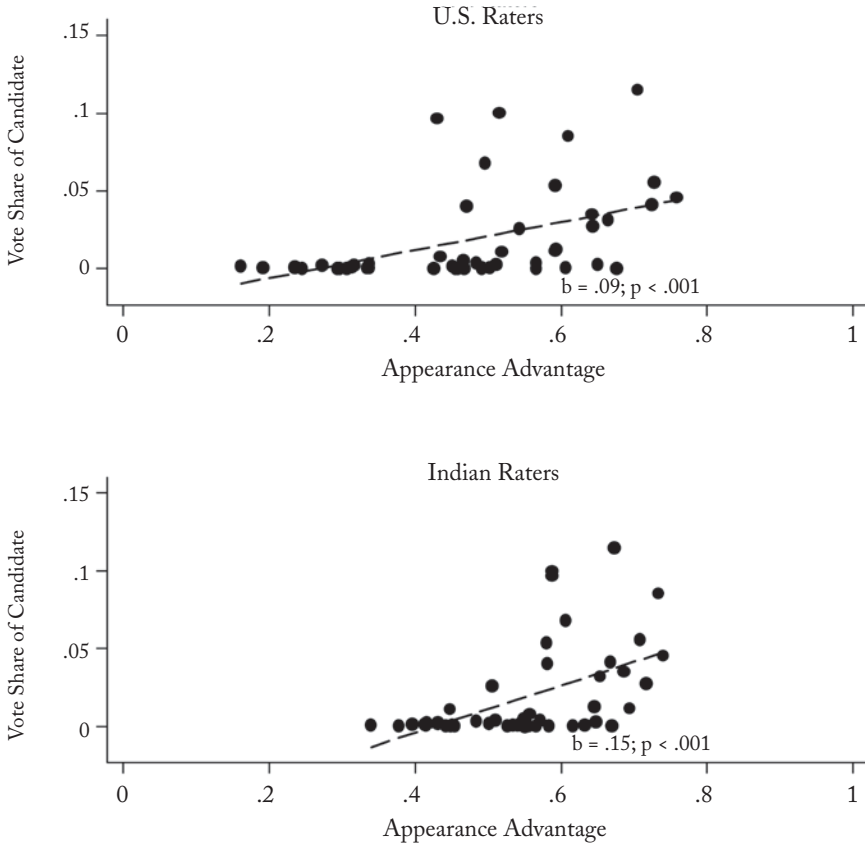 U.S. Raters
.15
.1
.05
0
Vote Share of Candidate
b = .09; p < .001
0 .2 .4 .6 .8 1
Appearance Advantage
Indian Raters
.15
.1
.05
0
Vote Share of Candidate
b = .15; p < .001
0 .2 .4 .6 .8 1
Appearance Advantage